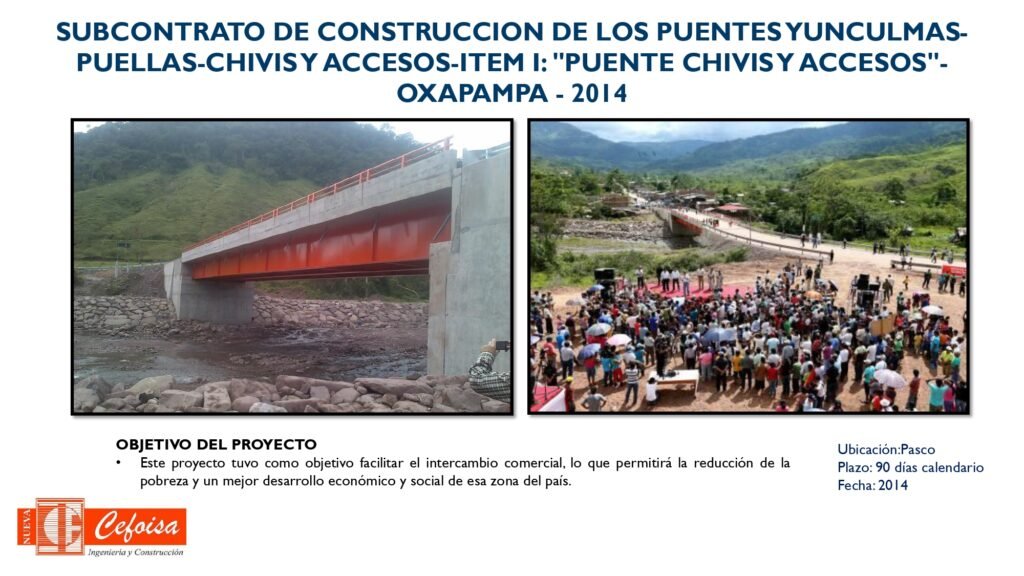 SUBCONTRATO DE CONSTRUCCION DE LOS PUENTES YUNCULMAS-
PUELLAS-CHIVIS Y ACCESOS-ITEM I: "PUENTE CHIVIS Y ACCESOS"-
OXAPAMPA - 2014
OBJETIVO DEL PROYECTO
• Este proyecto tuvo como objetivo facilitar el intercambio comercial, lo que permitirá la reducción de la
pobreza y un mejor desarrollo económico y social de esa zona del país.
Ubicación:Pasco
Plazo: 90 días calendario
Fecha: 2014
NUEVA
Cefoisa
Ingeniería y Construcción